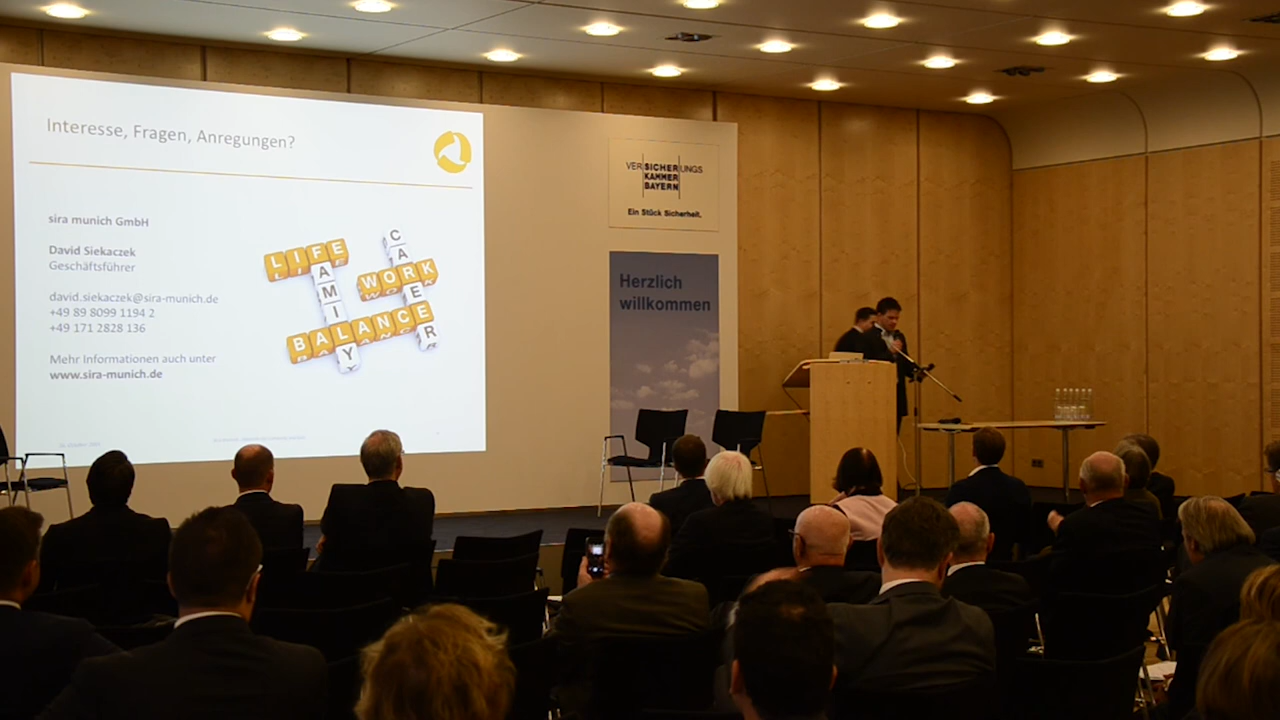 Interesse, Fragen, Anregungen?
sira munich GmbH
David Siekaczek
Geschäftsführer
david.siekaczek@sira-munich.de
+49 89 8099 1194 2
+49 171 2828 136
Mehr Informationen auch unter
www.sira-munich.de
LIFE
FAMILY
CAREER
WORK
BALANCE
VERSICHERUNGS
KAMMER
BAYERN
Ein Stück Sicherheit.
Herzlich
willkommen